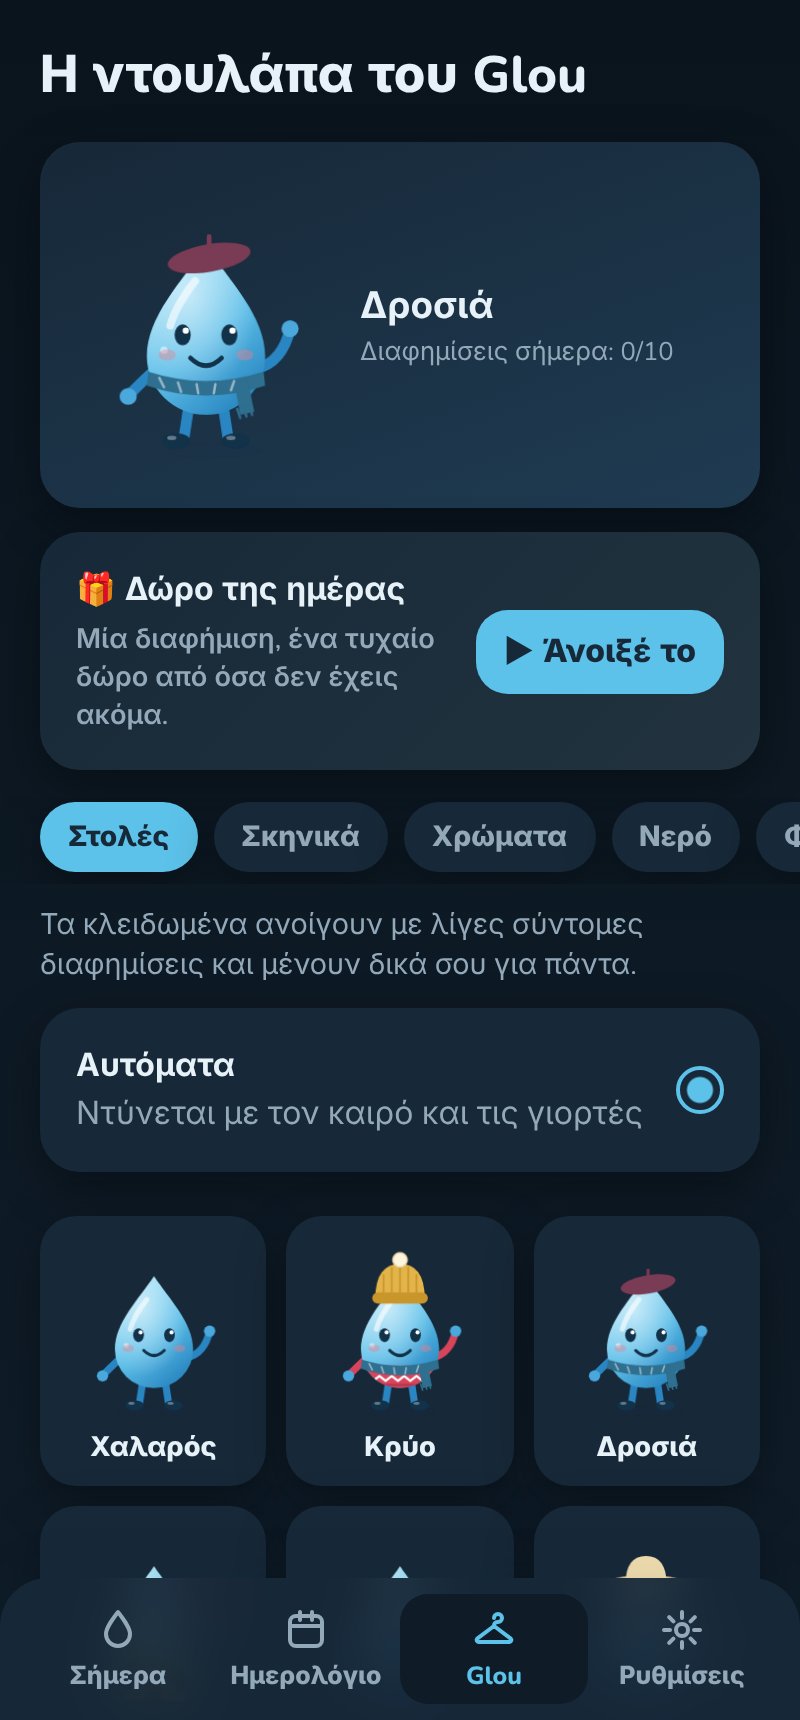 Η ντουλάπα του Glou
Δροσιά
Διαφημίσεις σήμερα: 0/10
🎁 Δώρο της ημέρας
Μία διαφήμιση, ένα τυχαίο
δώρο από όσα δεν έχεις
ακόμα.
▶ Άνοιξέ το
Στολές
Σκηνικά
Χρώματα
Νερό
Τα κλειδωμένα ανοίγουν με λίγες σύντομες
διαφημίσεις και μένουν δικά σου για πάντα.
Αυτόματα
Ντύνεται με τον καιρό και τις γιορτές
Χαλαρός
Κρύο
Δροσιά
Σήμερα
Ημερολόγιο
Glou
Ρυθμίσεις